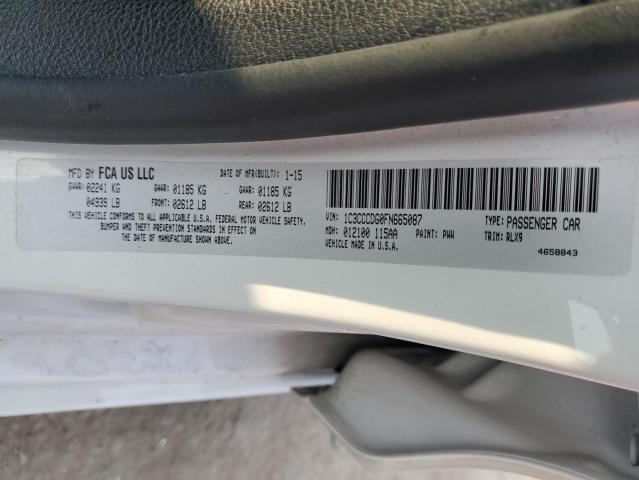 MFD BY FCA US LLC DATE OF MFR(BUILT): 1-15
GVWR: 02241 KG GAWR: 01185 KG GAWR: 01185 KG
04939 LB FRONT: 02612 LB REAR: 02612 LB
THIS VEHICLE CONFORMS TO ALL APPLICABLE U.S.A. FEDERAL MOTOR VEHICLE SAFETY,
BUMPER AND THEFT PREVENTION STANDARDS IN EFFECT ON
THE DATE OF MANUFACTURE SHOWN ABOVE.
VIN: 1C3CCCDG0FN665087 TYPE: PASSENGER CAR
MDH: 012100 115AA PAINT: PWW TRIM: RLX9
VEHICLE MADE IN U.S.A. 4658843